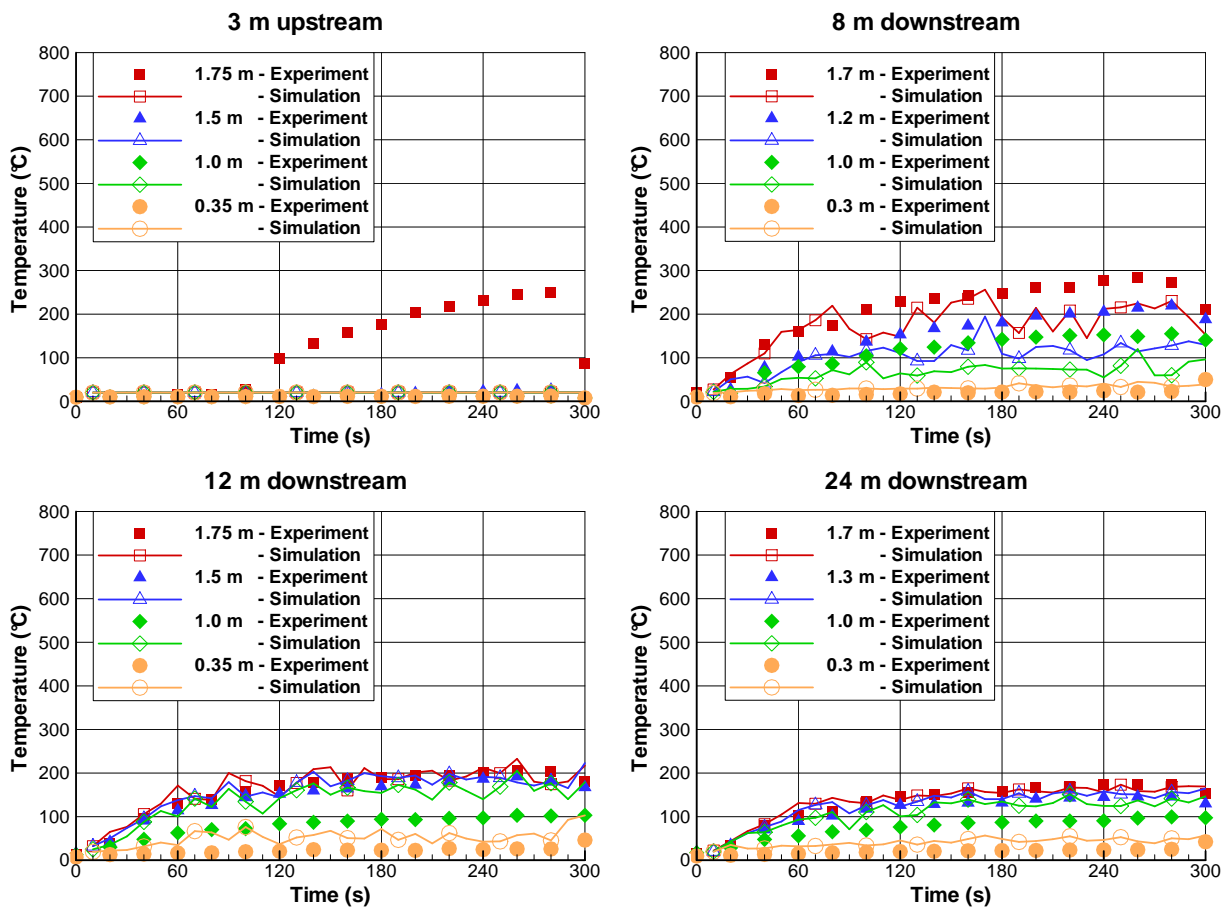 3 m upstream
Temperature (°C)
800
700
600
500
400
300
200
100
0
1.75 m - Experiment
- Simulation
1.5 m - Experiment
- Simulation
1.0 m - Experiment
- Simulation
0.35 m - Experiment
- Simulation
0 60 120 180 240 300
Time (s)
8 m downstream
Temperature (°C)
800
700
600
500
400
300
200
100
0
1.7 m - Experiment
- Simulation
1.2 m - Experiment
- Simulation
1.0 m - Experiment
- Simulation
0.3 m - Experiment
- Simulation
0 60 120 180 240 300
Time (s)
12 m downstream
Temperature (°C)
800
700
600
500
400
300
200
100
0
1.75 m - Experiment
- Simulation
1.5 m - Experiment
- Simulation
1.0 m - Experiment
- Simulation
0.35 m - Experiment
- Simulation
0 60 120 180 240 300
Time (s)
24 m downstream
Temperature (°C)
800
700
600
500
400
300
200
100
0
1.7 m - Experiment
- Simulation
1.3 m - Experiment
- Simulation
1.0 m - Experiment
- Simulation
0.3 m - Experiment
- Simulation
0 60 120 180 240 300
Time (s)